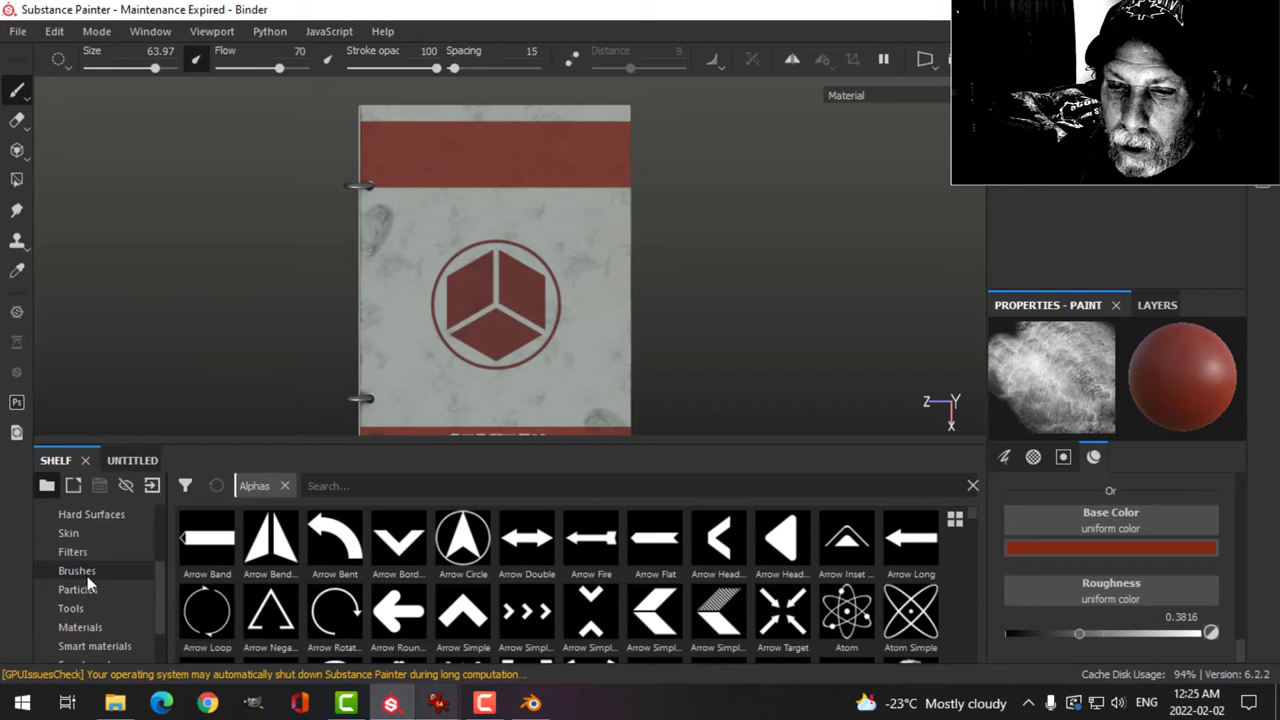 Substance Painter - Maintenance Expired - Binder
File Edit Mode Window Viewport Python JavaScript Help
Size 63.97 Flow 70 Stroke opac 100 Spacing 15 Distance 8
Material
PROPERTIES - PAINT LAYERS
Z Y
X
SHELF UNTITLED
Alphas Search...
Hard Surfaces
Skin
Filters
Brushes
Particles
Tools
Materials
Smart materials
Arrow Band Arrow Bend... Arrow Bent Arrow Bord... Arrow Circle Arrow Double Arrow Fire Arrow Flat Arrow Head... Arrow Head... Arrow Inset ... Arrow Long
Arrow Loop Arrow Nega... Arrow Rotat... Arrow Roun... Arrow Simpl... Arrow Simpl... Arrow Simpl... Arrow Simpl... Arrow Simpl... Arrow Target Atom Atom Simple
Or
Base Color
uniform color
Roughness
uniform color
0.3816
[GPUIssuesCheck] Your operating system may automatically shut down Substance Painter during long computation...
Cache Disk Usage: 94% | Version: 6.2.2
-23°C Mostly cloudy ENG 12:25 AM
2022-02-02